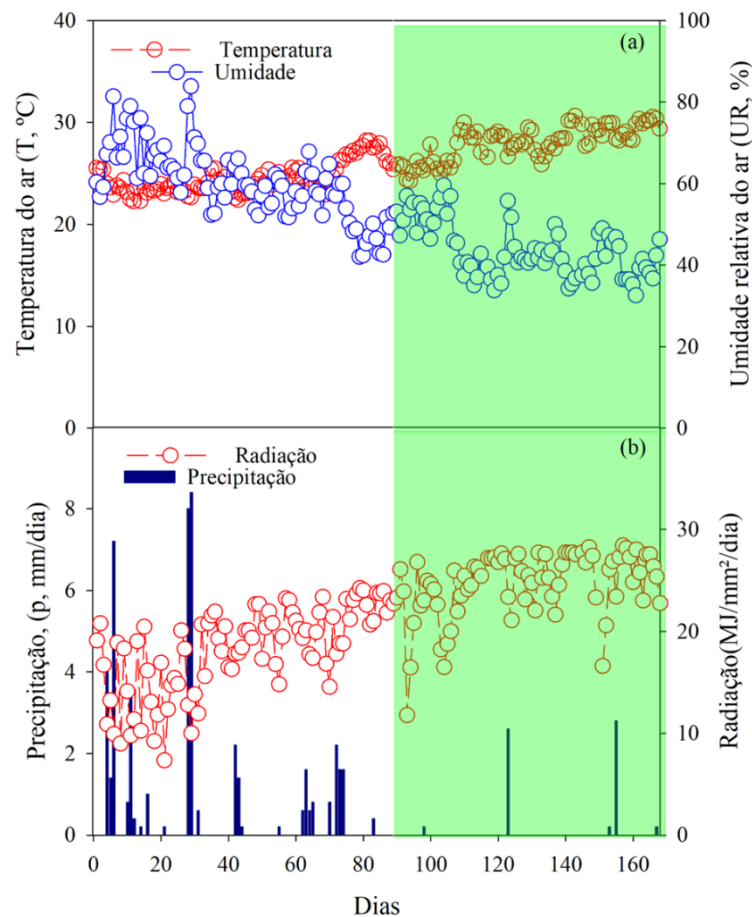 40
100
Temperatura
(a)
Umidade
30
80
60
20
40
10
20
0
0
Temperatura do ar (T, ºC)
Umidade relativa do ar (UR, %)
Radiação
(b)
Precipitação
8
30
6
20
4
10
2
0
0
Precipitação, (p, mm/dia)
Radiação(MJ/mm²/dia)
0 20 40 60 80 100 120 140 160
Dias